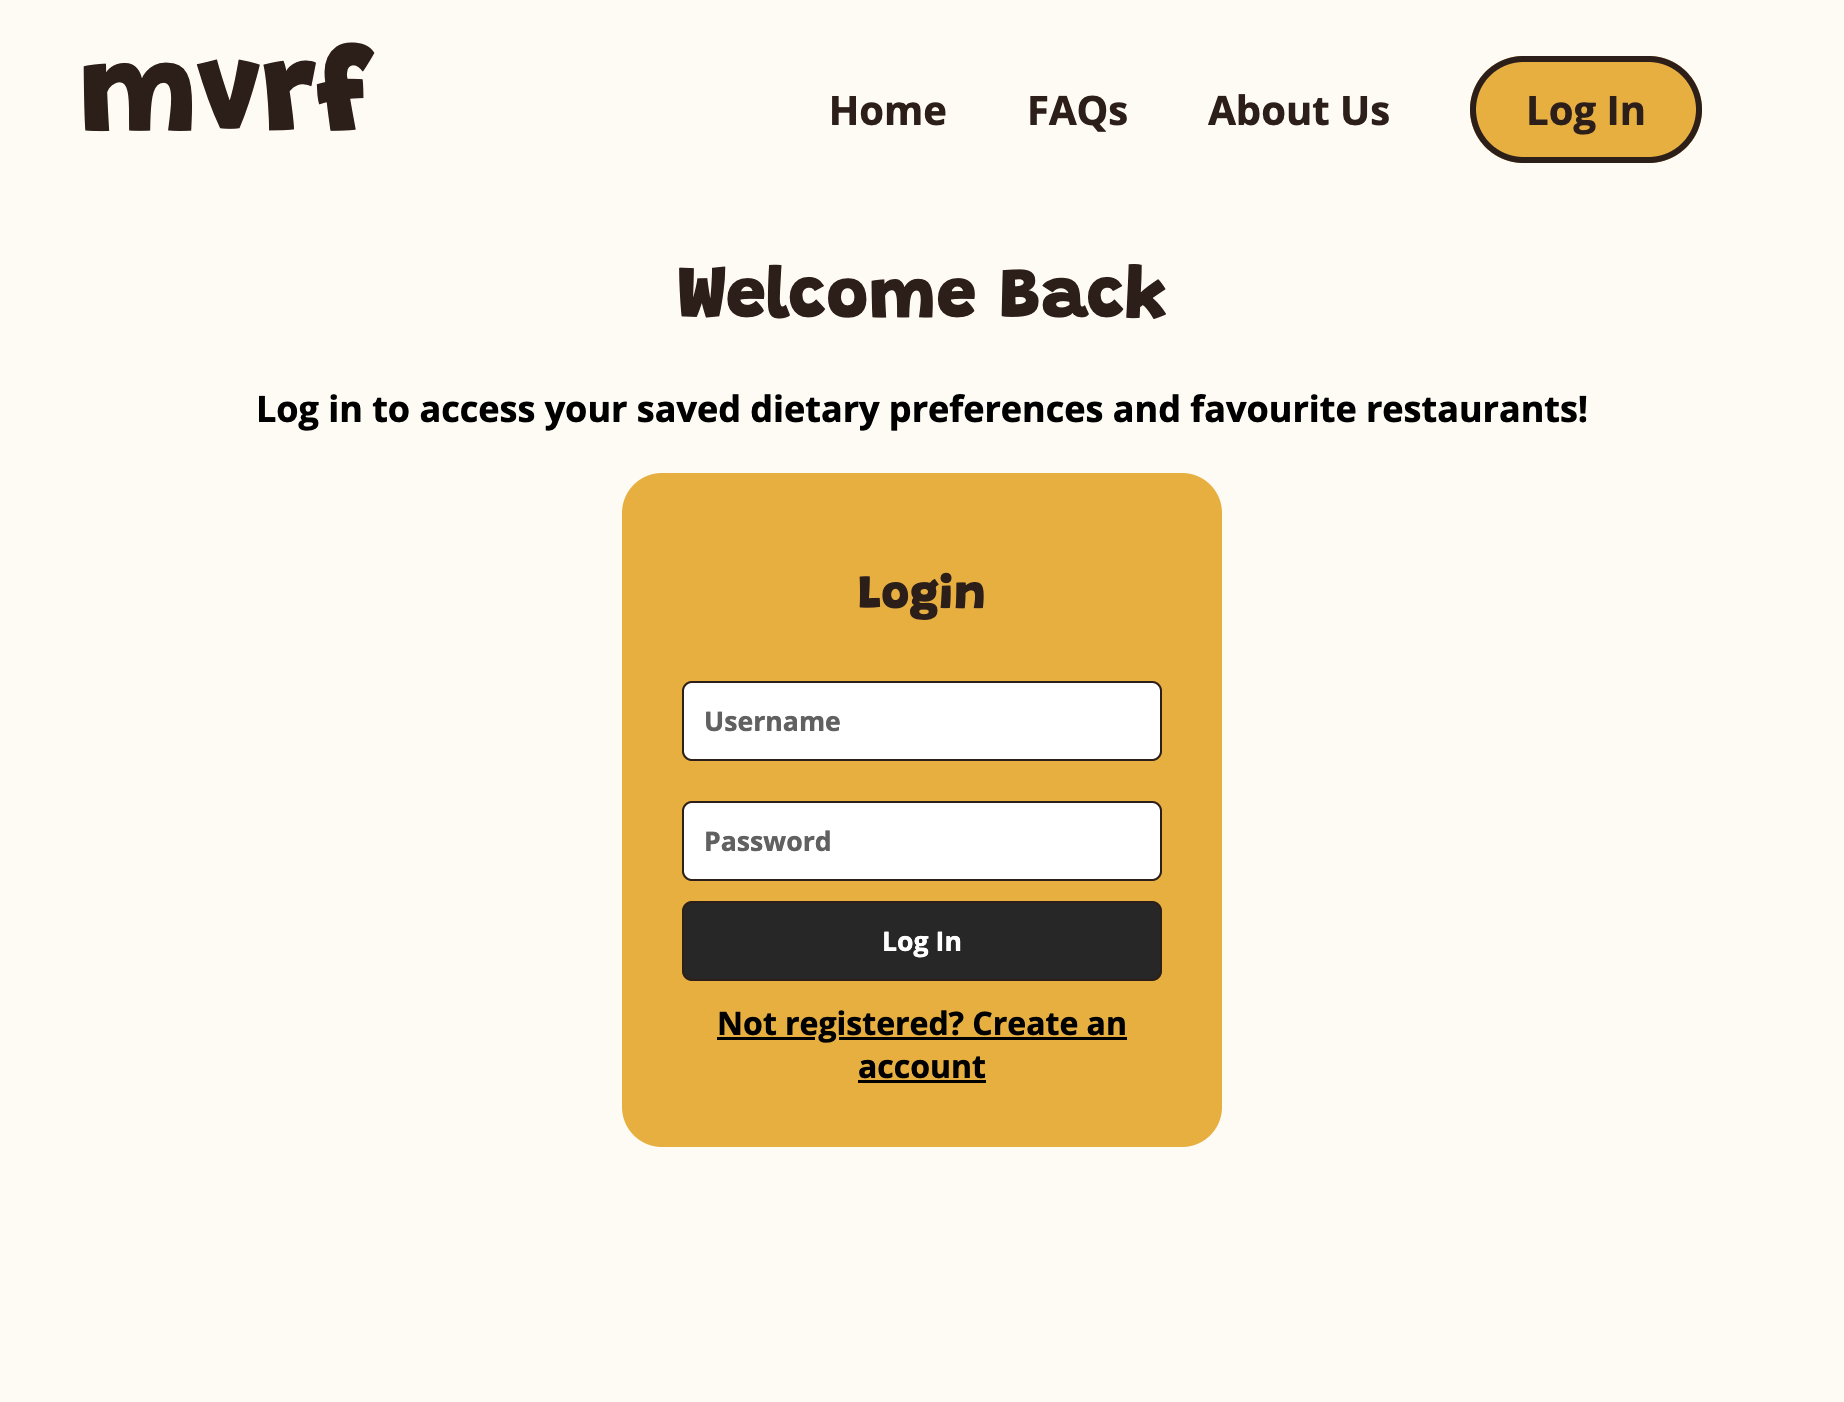 mvrf
Home
FAQs
About Us
Log In
Welcome Back
Log in to access your saved dietary preferences and favourite restaurants!
Login
Username
Password
Log In
Not registered? Create an
account